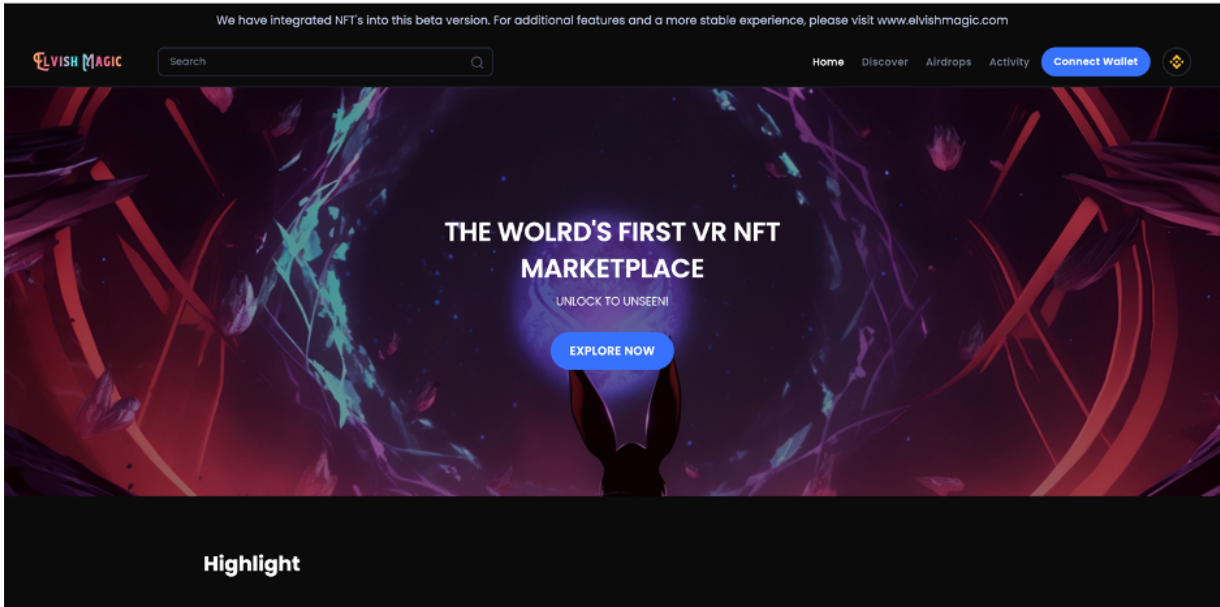 We have integrated NFT's into this beta version. For additional features and a more stable experience, please visit www.elvishmagic.com
ELVISH MAGIC
Search
Home
Discover
Airdrops
Activity
Connect Wallet
THE WOLRD'S FIRST VR NFT
MARKETPLACE
UNLOCK TO UNSEEN!
EXPLORE NOW
Highlight